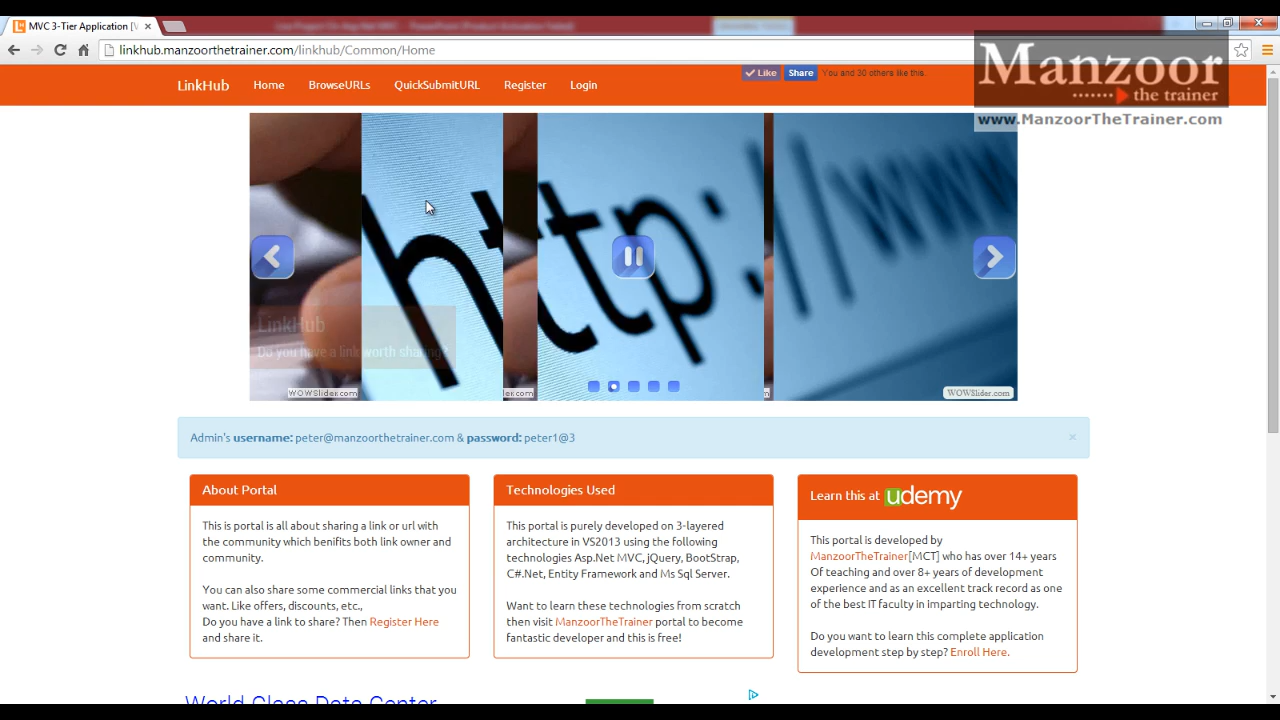 MVC 3-Tier Application [V
linkhub.manzoorthetrainer.com/linkhub/Common/Home
Manzoor
the trainer
www.ManzoorTheTrainer.com
LinkHub Home BrowseURLs QuickSubmitURL Register Login
Like Share You and 30 others like this.
http://www
LinkHub
Do you have a link worth sharing?
WOWSlider.com
WOWSlider.com
Admin's username: peter@manzoorthetrainer.com & password: peter1@3 ×
About Portal
This is portal is all about sharing a link or url with
the community which benifits both link owner and
community.
You can also share some commercial links that you
want. Like offers, discounts, etc.,
Do you have a link to share? Then Register Here
and share it.
Technologies Used
This portal is purely developed on 3-layered
architecture in VS2013 using the following
technologies Asp.Net MVC, jQuery, BootStrap,
C#.Net, Entity Framework and Ms Sql Server.
Want to learn these technologies from scratch
then visit ManzoorTheTrainer portal to become
fantastic developer and this is free!
Learn this at udemy
This portal is developed by
ManzoorTheTrainer[MCT] who has over 14+ years
Of teaching and over 8+ years of development
experience and as an excellent track record as one
of the best IT faculty in imparting technology.
Do you want to learn this complete application
development step by step? Enroll Here.
World Class Data Center